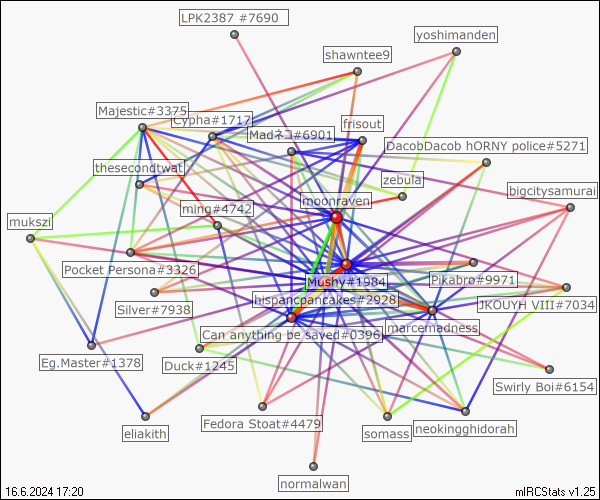 LPK2387 #7690
yoshimanden
shawntee9
Majestic#3375
Cypha#1717
frisout
Madネコ#6901
DacobDacob hORNY police#5271
thesecondtwat
zebula
bigcitysamurai
moonraven
ming#4742
mukszi
Pocket Persona#3326
Mushy#1984
Pikabro#9971
Silver#7938
hispancpancakes#2928
JKOUYH VIII#7034
marcemadness
Can anything be saved#0396
Eg.Master#1378
Duck#1245
Swirly Boi#6154
Fedora Stoat#4479
eliakith
somass
neokingghidorah
normalwan
16.6.2024 17:20
mIRCStats v1.25